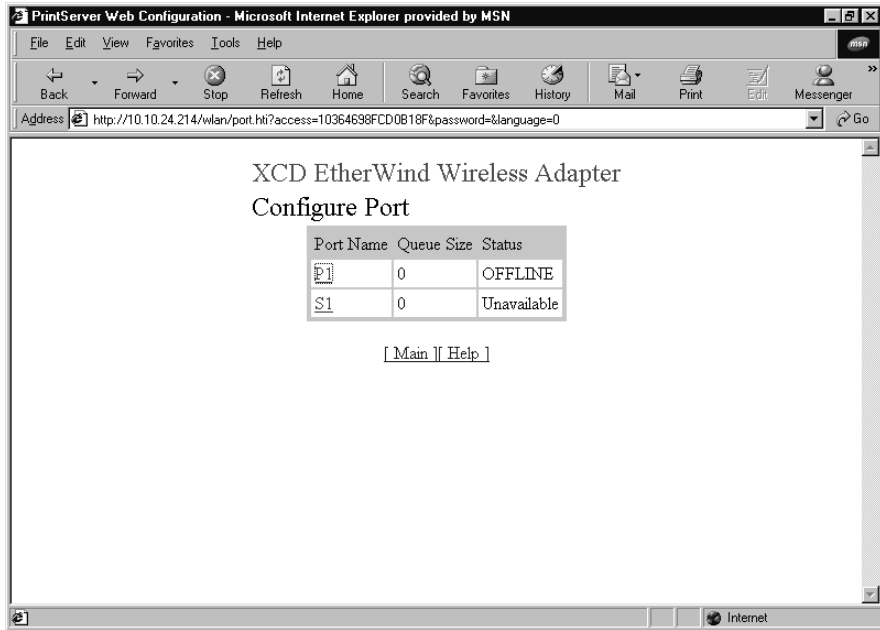 PrintServer Web Configuration - Microsoft Internet Explorer provided by MSN
File Edit View Favorites Tools Help
msn
Back Forward Stop Refresh Home Search Favorites History Mail Print Edit Messenger »
Address http://10.10.24.214/wlan/port.hti?access=10364698FCD0B18F&password=&language=0 Go
XCD EtherWind Wireless Adapter
Configure Port
Port Name Queue Size Status
P1 0 OFFLINE
S1 0 Unavailable
[ Main ][ Help ]
Internet